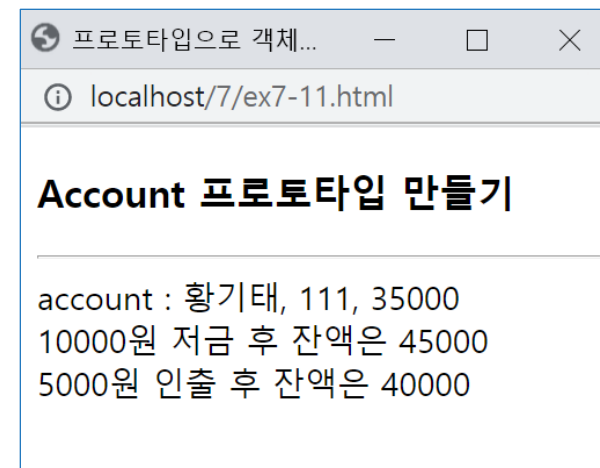 프로토타입으로 객체...
localhost/7/ex7-11.html
Account 프로토타입 만들기
account : 황기태, 111, 35000
10000원 저금 후 잔액은 45000
5000원 인출 후 잔액은 40000